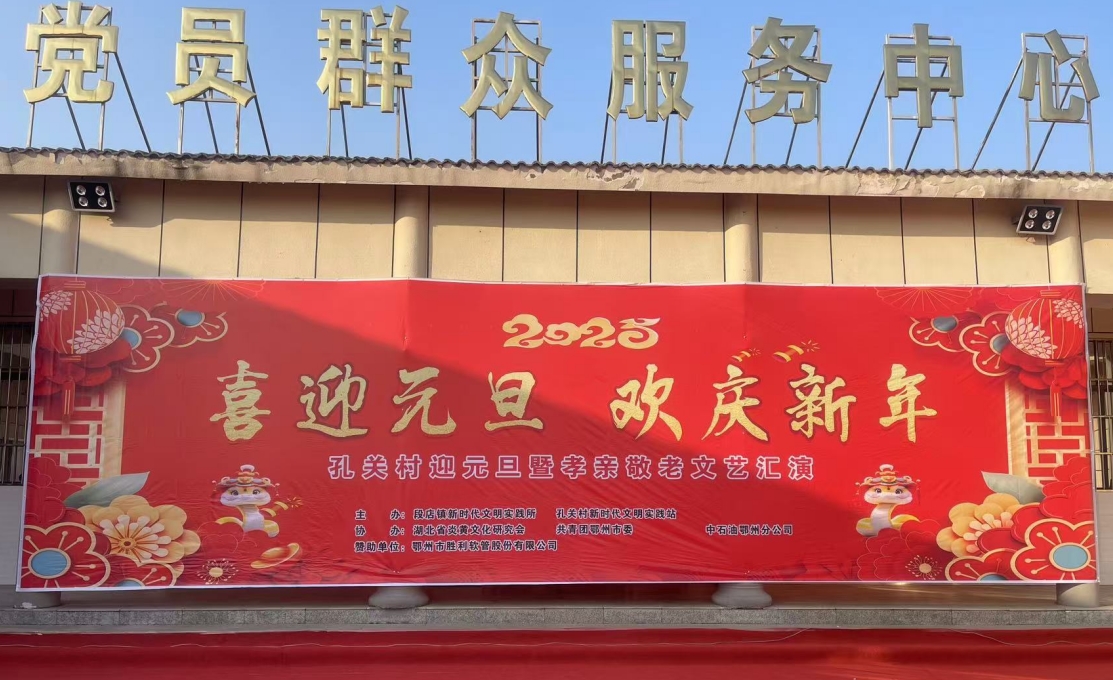 党员群众服务中心
2025
喜迎元旦 欢庆新年
孔关村迎元旦暨孝亲敬老文艺汇演
主 办：段店镇新时代文明实践所 孔关村新时代文明实践站
协 办：湖北省炎黄文化研究会 共青团鄂州市委 中石油鄂州分公司
赞助单位：鄂州市胜利软管股份有限公司